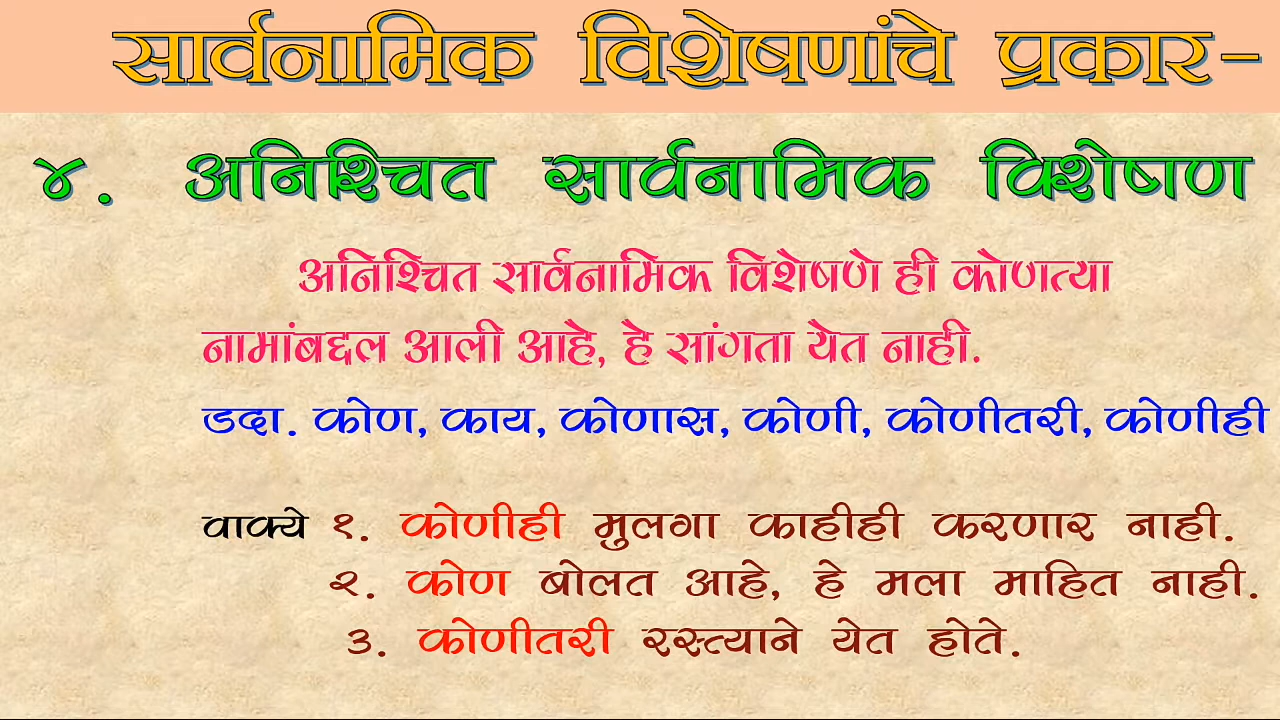 सार्वनामिक विशेषणांचे प्रकार-
४. अनिश्चित सार्वनामिक विशेषण
अनिश्चित सार्वनामिक विशेषणे ही कोणत्या
नामांबद्दल आली आहे, हे सांगता येत नाही.
उदा. कोण, काय, कोणास, कोणी, कोणीतरी, कोणीही
वाक्ये १. कोणीही मुलगा काहीही करणार नाही.
२. कोण बोलत आहे, हे मला माहित नाही.
३. कोणीतरी रस्त्याने येत होते.